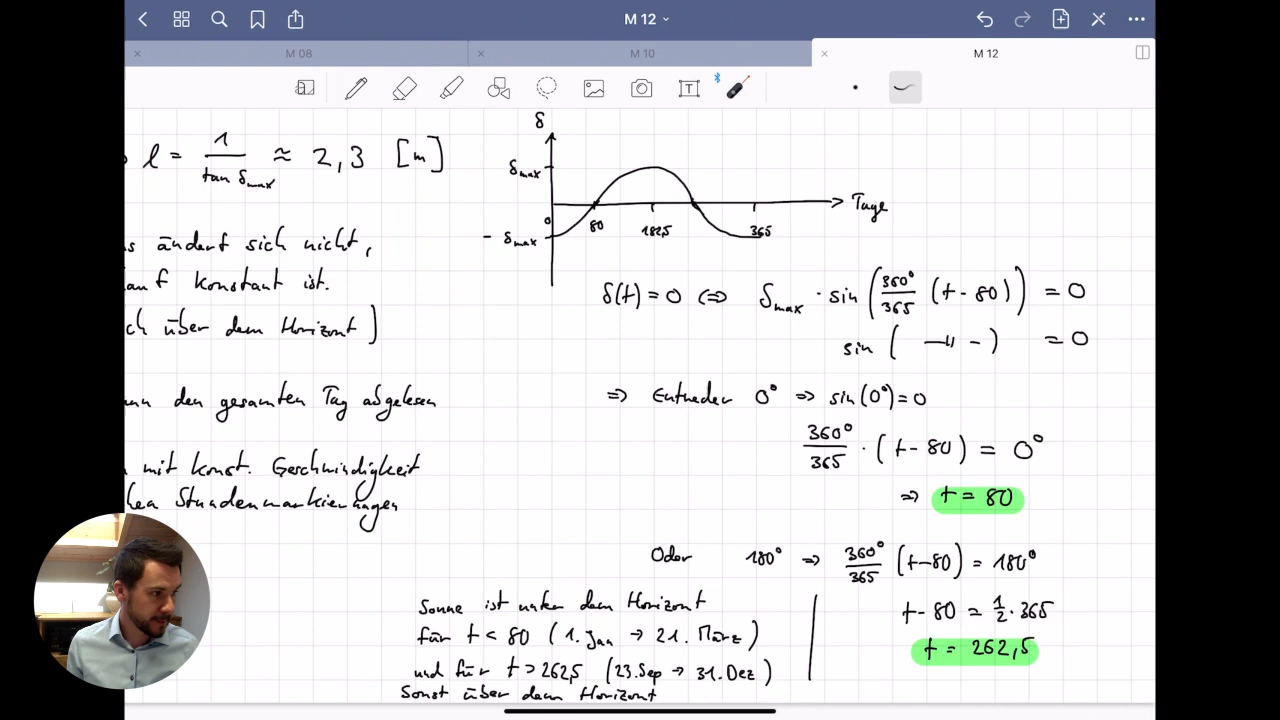 M 12
M 08
M 10
M 12
T
l = 1/tan δmax ≈ 2,3 [m]
s ändert sich nicht,
auf konstant ist.
ch über dem Horizont )
nn den gesamten Tag abgelesen
mit konst. Geschwindigkeit
hen Stundenmarkierungen
δ
δmax
0
- δmax
80
182,5
365
Tage
δ(t) = 0 ⇔ δmax · sin(360°/365 (t - 80)) = 0
sin ( —〃— ) = 0
⇒ Entweder 0° ⇒ sin(0°) = 0
360°/365 · (t - 80) = 0°
⇒ t = 80
Oder 180° ⇒ 360°/365 (t - 80) = 180°
t - 80 = 1/2 · 365
t = 262,5
Sonne ist unter dem Horizont
für t < 80 (1. Jan → 21. März)
und für t > 262,5 (23. Sep → 31. Dez)
Sonst über dem Horizont